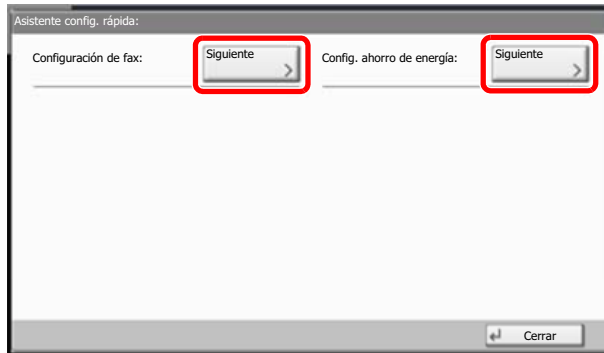 Asistente config. rápida:
Configuración de fax: Siguiente Config. ahorro de energía: Siguiente
Cerrar